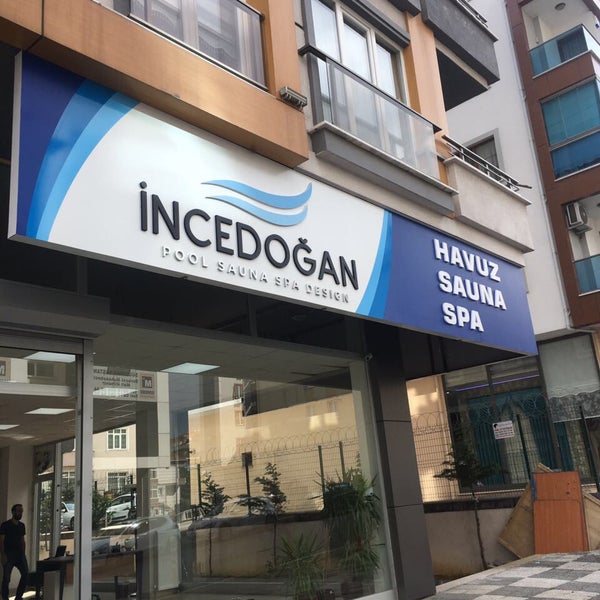 İNCEDOĞAN
POOL SAUNA SPA DESIGN
HAVUZ
SAUNA
SPA